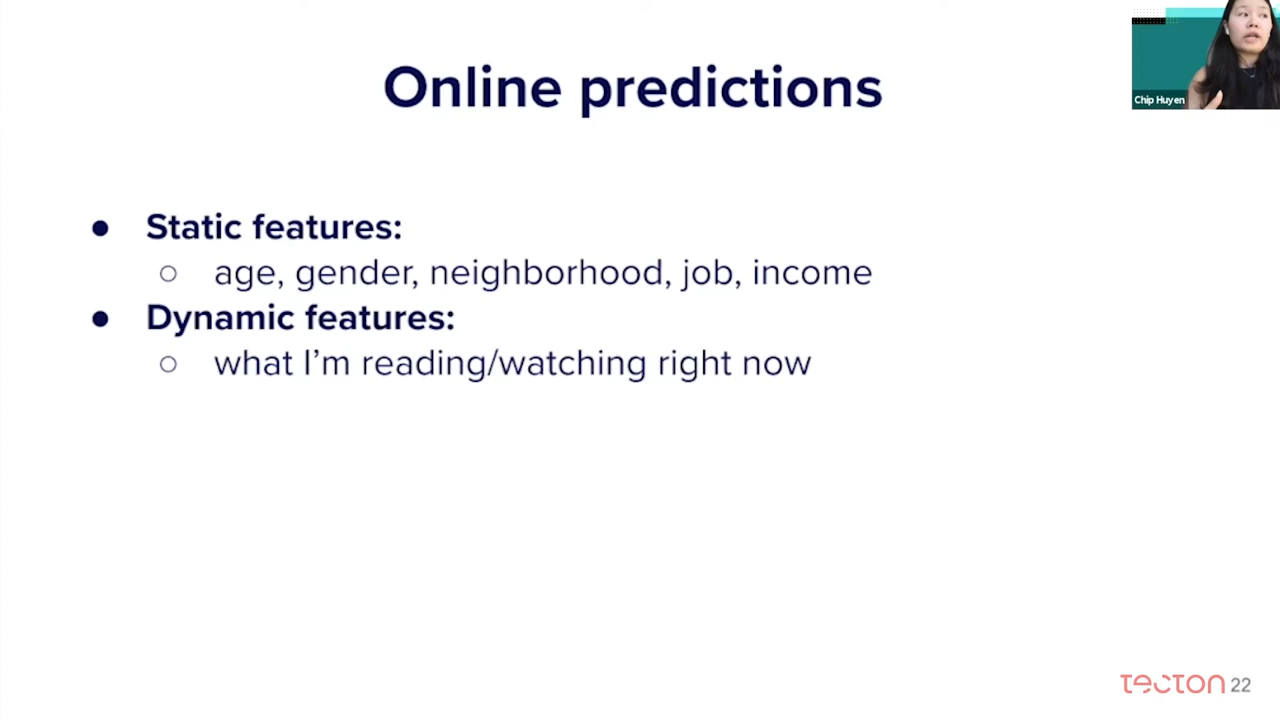 Online predictions
Chip Huyen
● Static features:
○ age, gender, neighborhood, job, income
● Dynamic features:
○ what I'm reading/watching right now
tecton 22